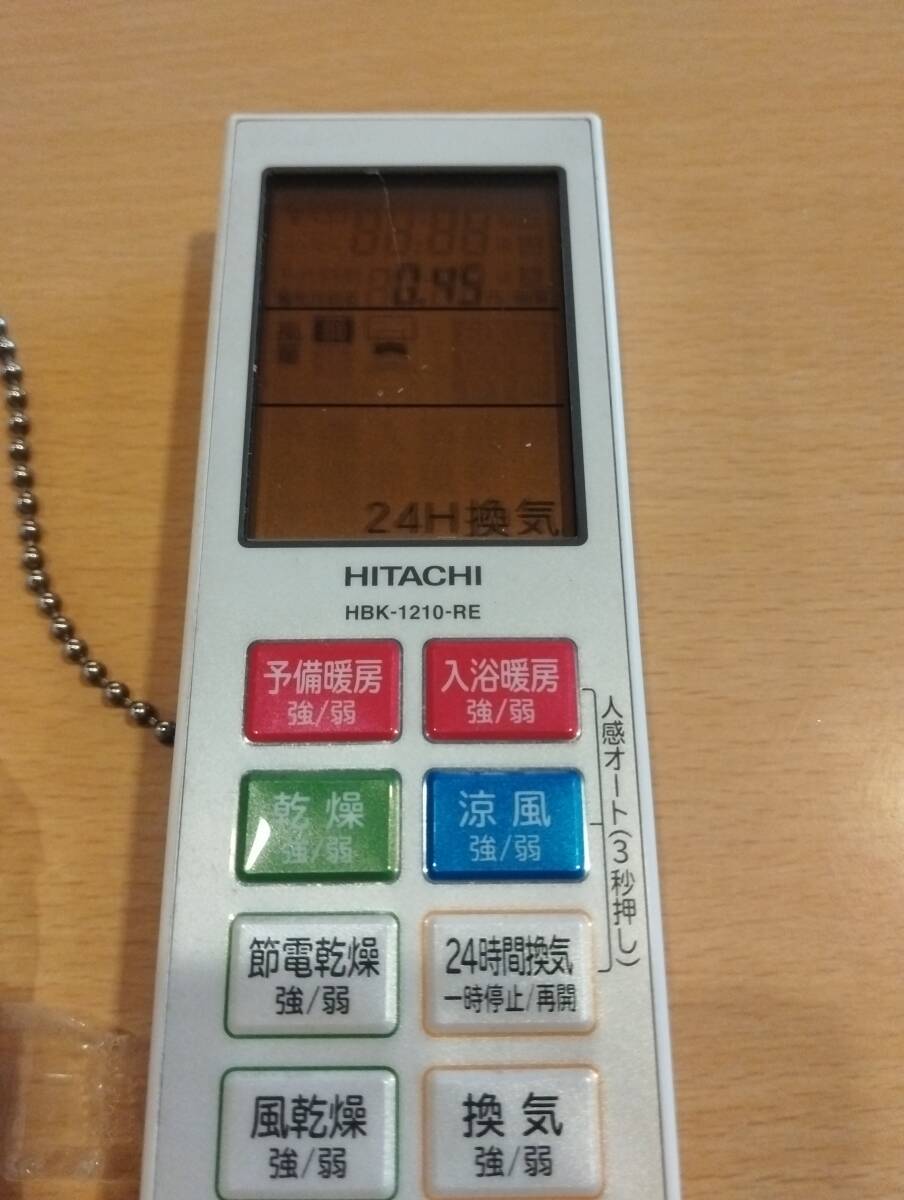 0.45
24H換気
HITACHI
HBK-1210-RE
予備暖房
強/弱
入浴暖房
強/弱
乾燥
強/弱
涼風
強/弱
人感オート(3秒押し)
節電乾燥
強/弱
24時間換気
一時停止/再開
風乾燥
強/弱
換気
強/弱